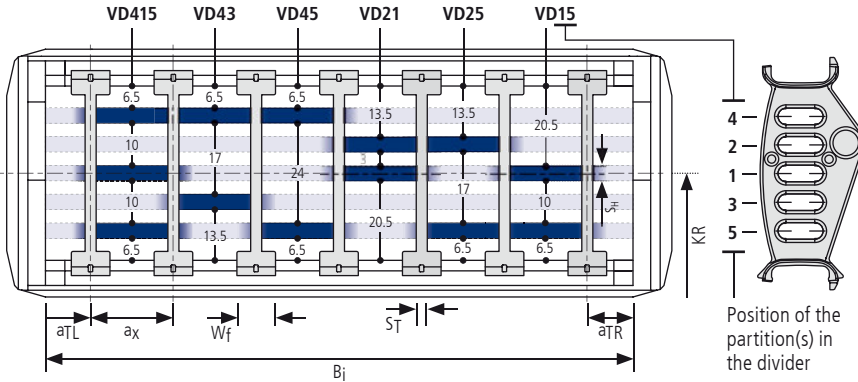 VD415 VD43 VD45 VD21 VD25 VD15
6.5 6.5 6.5 13.5 13.5 20.5 4
10 17 3 2
24 17 1
10 20.5 10 SH KR 3
6.5 13.5 6.5 6.5 6.5 5
aTL ax Wf ST aTR
Bi
Position of the
partition(s) in
the divider